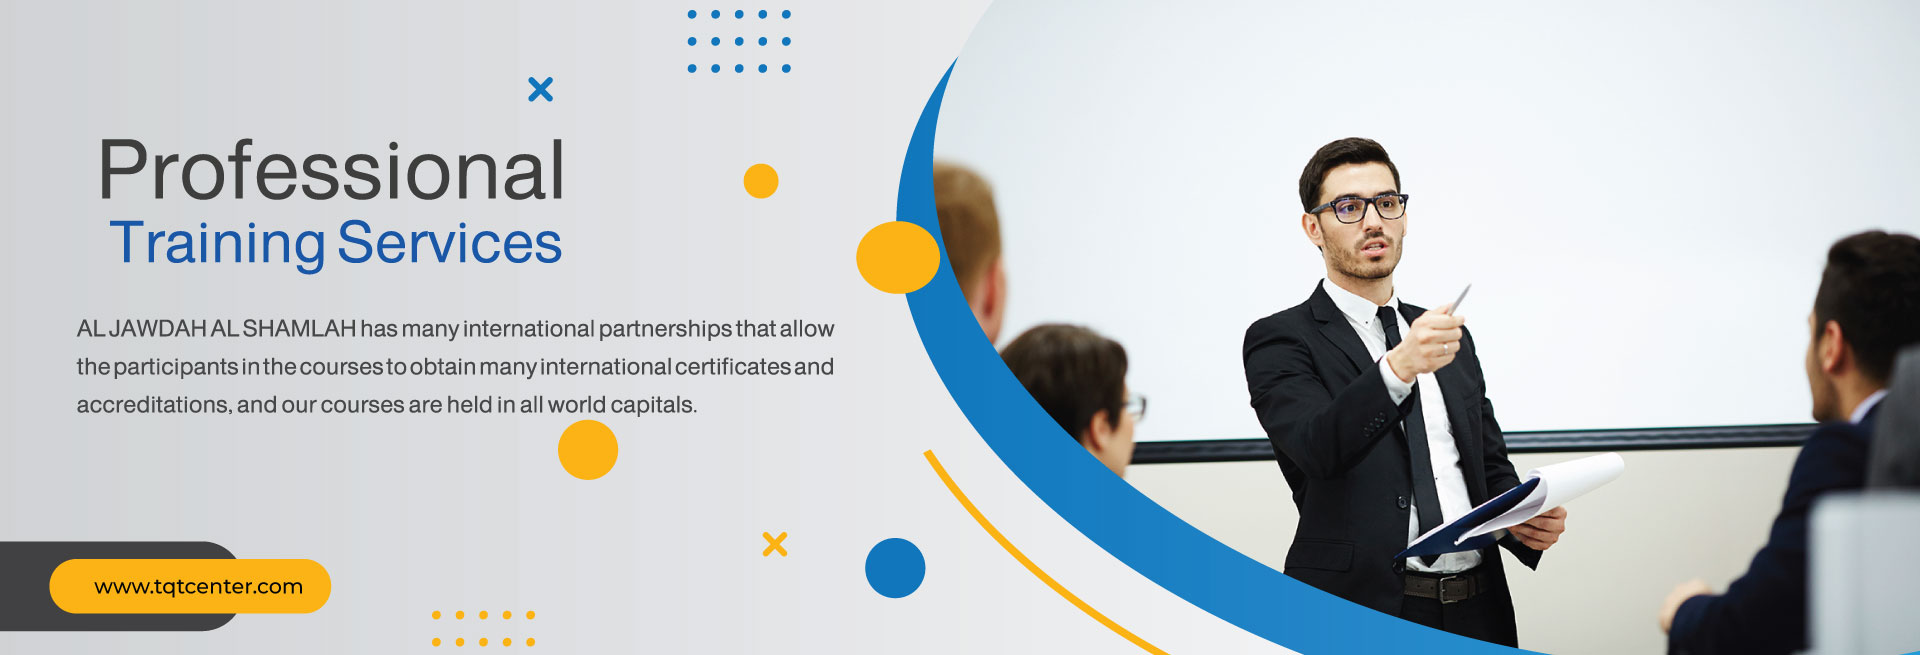 Professional
Training Services
AL JAWDAH AL SHAMLAH has many international partnerships that allow
the participants in the courses to obtain many international certificates and
accreditations, and our courses are held in all world capitals.
www.tqtcenter.com